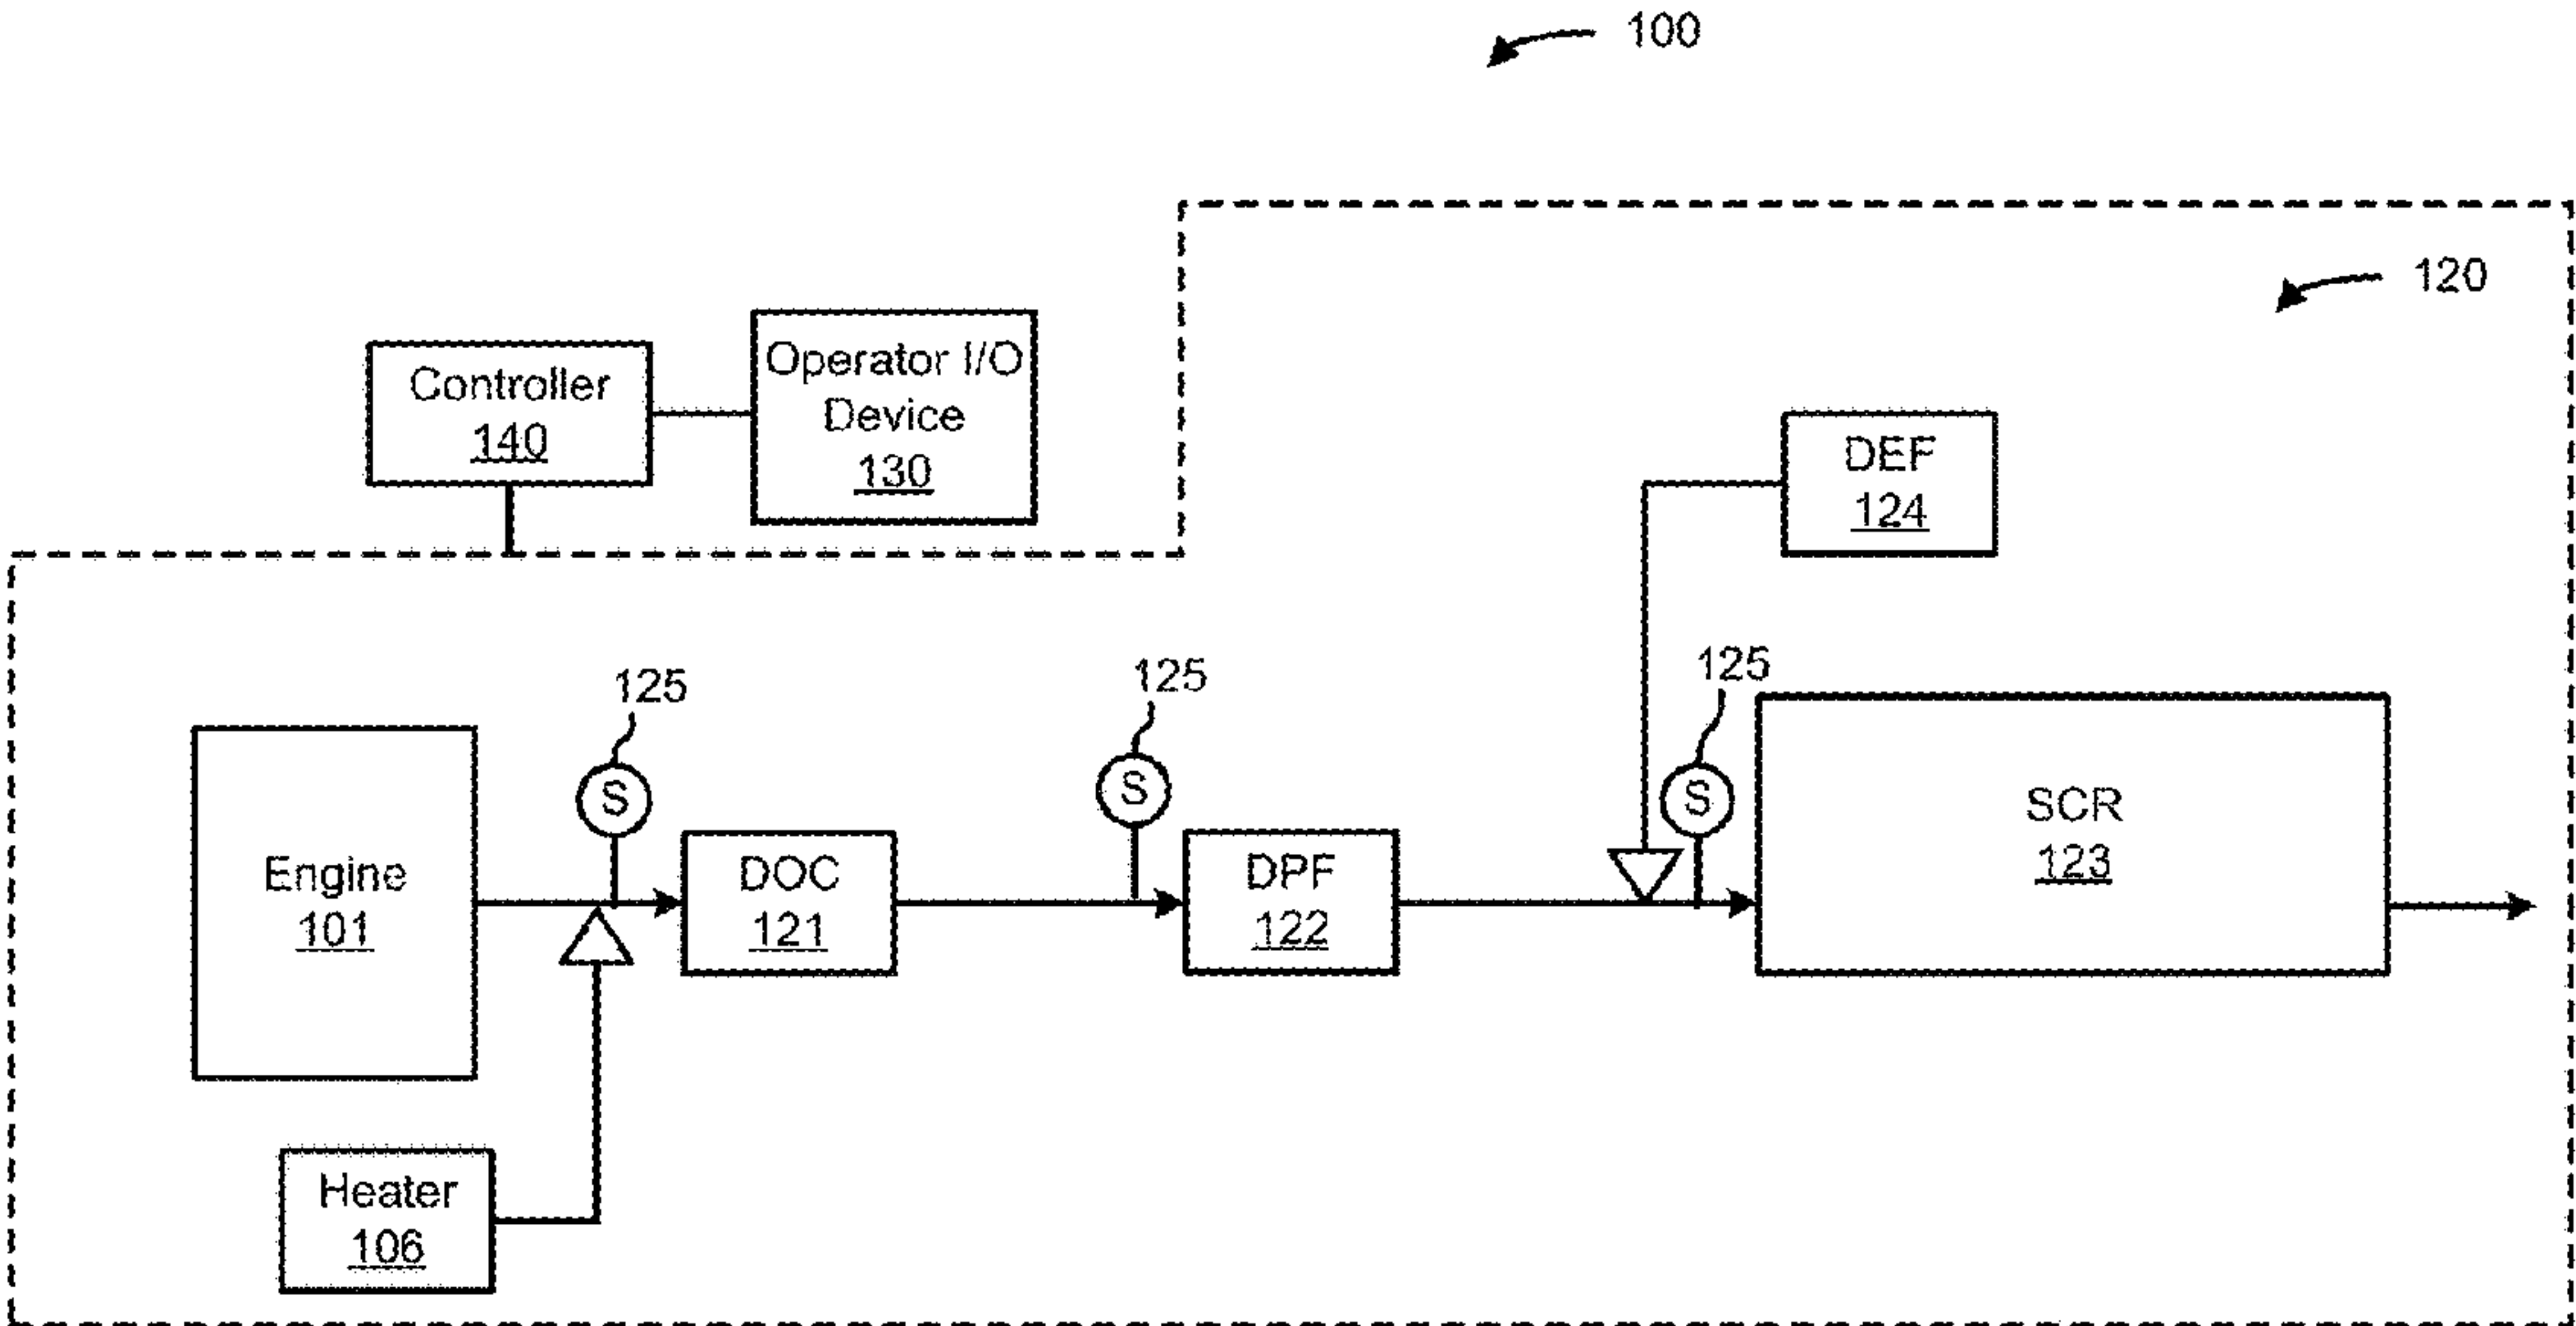 100
120
Controller
140
Operator I/O
Device
130
DEF
124
125
125
125
S
S
S
Engine
101
DOC
121
DPF
122
SCR
123
Heater
106